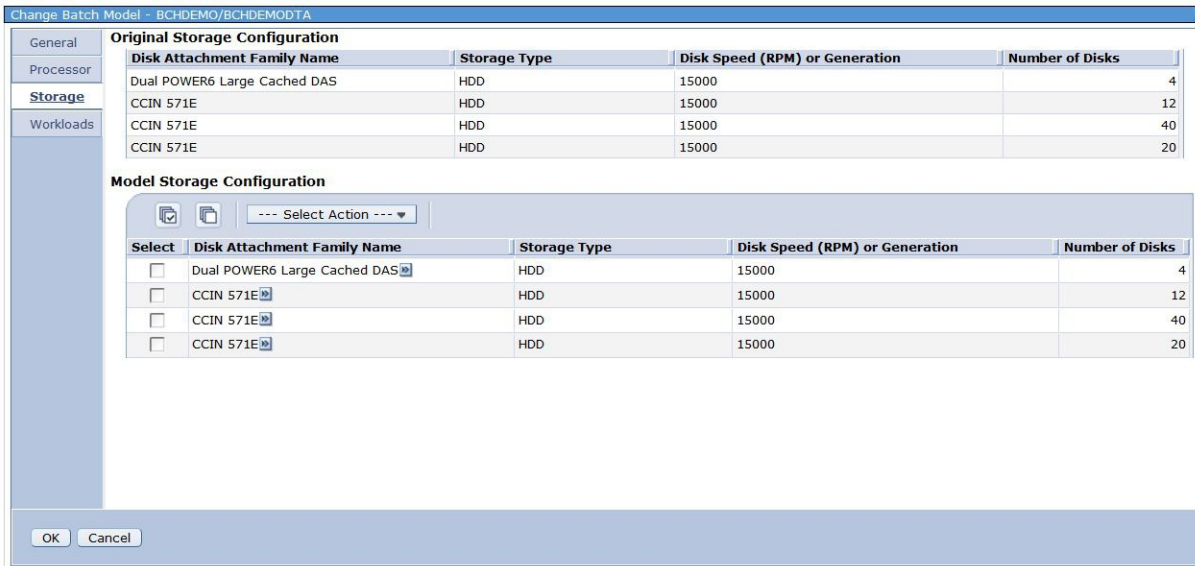 Change Batch Model - BCHDEMO/BCHDEMODTA
General
Processor
Storage
Workloads
Original Storage Configuration
Disk Attachment Family Name Storage Type Disk Speed (RPM) or Generation Number of Disks
Dual POWER6 Large Cached DAS HDD 15000 4
CCIN 571E HDD 15000 12
CCIN 571E HDD 15000 40
CCIN 571E HDD 15000 20
Model Storage Configuration
--- Select Action ---
Select Disk Attachment Family Name Storage Type Disk Speed (RPM) or Generation Number of Disks
Dual POWER6 Large Cached DAS HDD 15000 4
CCIN 571E HDD 15000 12
CCIN 571E HDD 15000 40
CCIN 571E HDD 15000 20
OK Cancel